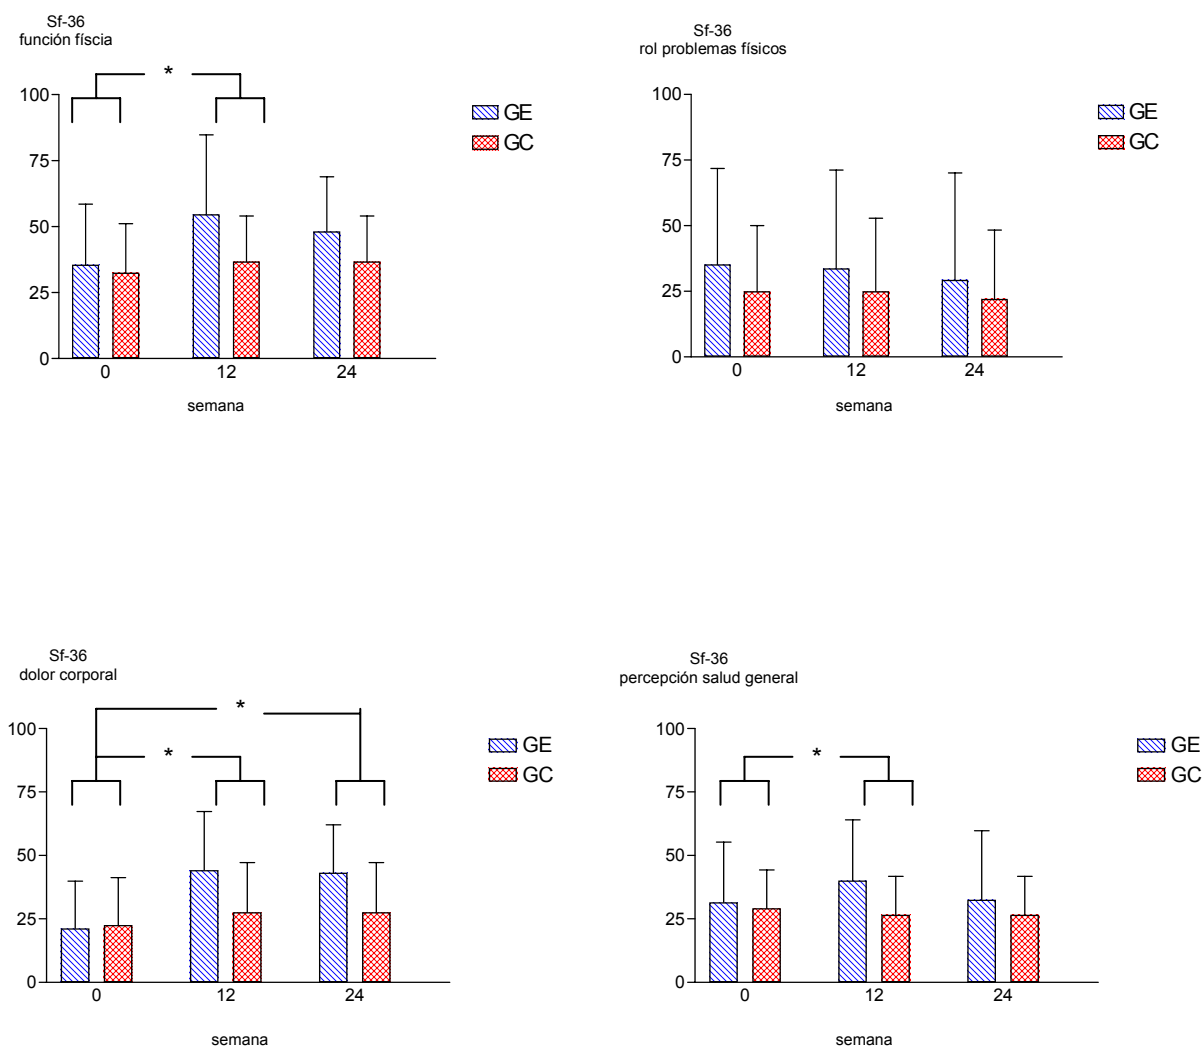 Sf-36
función físcia
*
100
75
50
25
0
0 12 24
semana
GE
GC
Sf-36
rol problemas físicos
100
75
50
25
0
0 12 24
semana
GE
GC
Sf-36
dolor corporal
*
*
100
75
50
25
0
0 12 24
semana
GE
GC
Sf-36
percepción salud general
*
100
75
50
25
0
0 12 24
semana
GE
GC